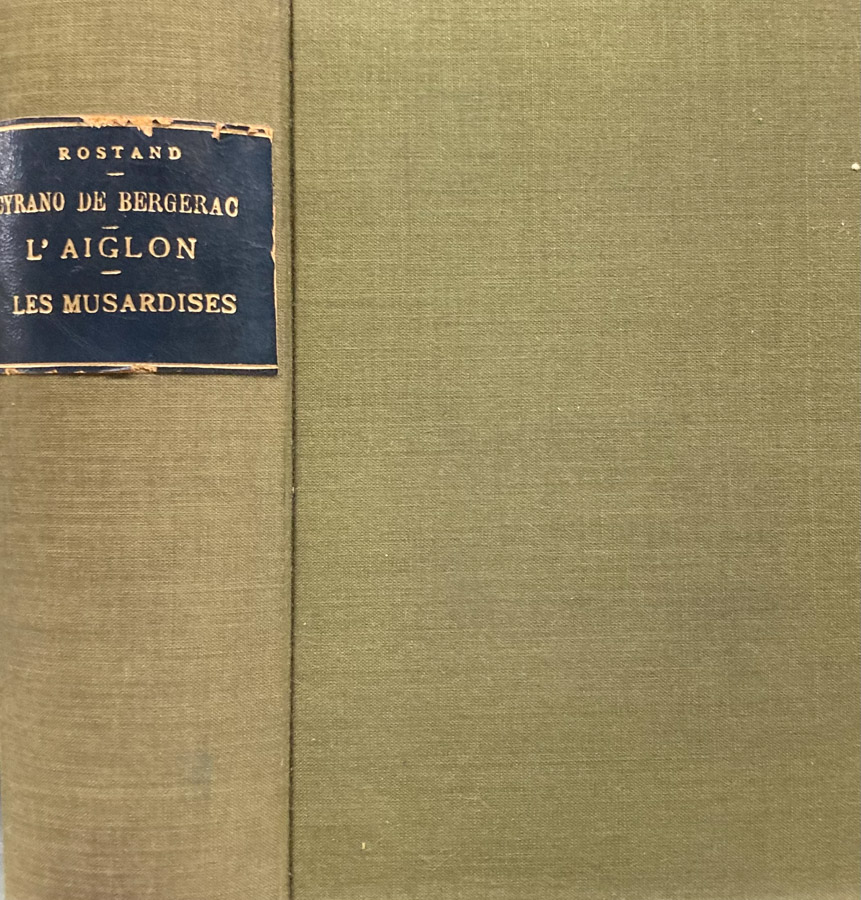 ROSTAND
CYRANO DE BERGERAC
L' AIGLON
LES MUSARDISES